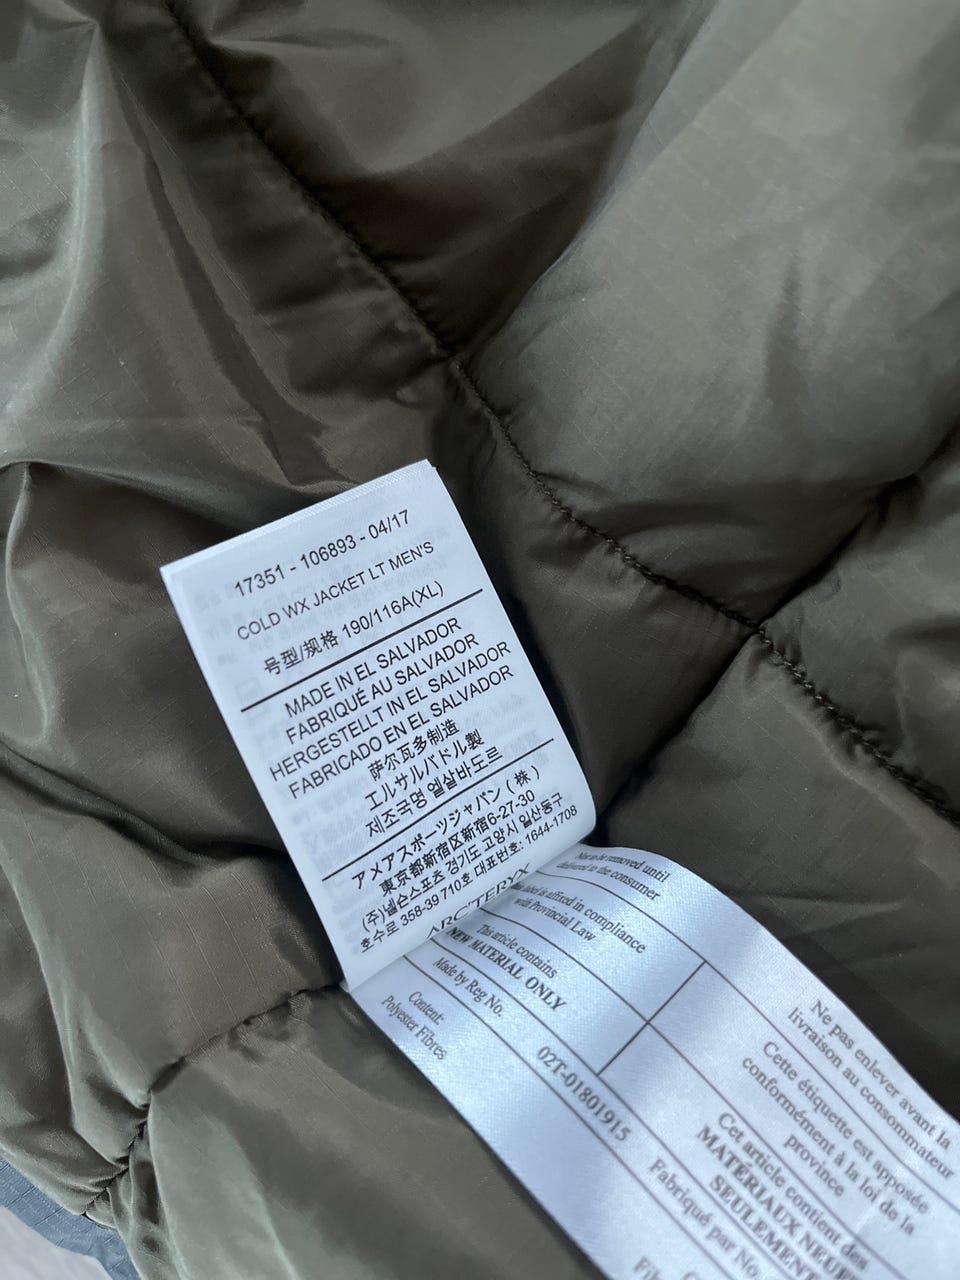 17351 - 106893 - 04/17
COLD WX JACKET LT MEN'S
号型/规格 190/116A(XL)
MADE IN EL SALVADOR
FABRIQUÉ AU SALVADOR
HERGESTELLT IN EL SALVADOR
FABRICADO EN EL SALVADOR
萨尔瓦多制造
エルサルバドル製
제조국명 엘살바도르
アメアスポーツジャパン(株)
東京都新宿区新宿6-27-30
(주)넬슨스포츠 경기도 고양시 일산동구
호수로 358-39 710호 대표번호: 1644-1708
ARC'TERYX
Not to be removed until
delivered to the consumer
label is affixed in compliance
with Provincial Law
This article contains
NEW MATERIAL ONLY
Made by Reg No.
02T-01801915
Content:
Polyester Fibres
Ne pas enlever avant la
livraison au consommateur
Cette étiquette est apposée
conformément à la loi de la
province
Cet article contient des
MATÉRIAUX NEUF
SEULEMENT
Fabriqué par No